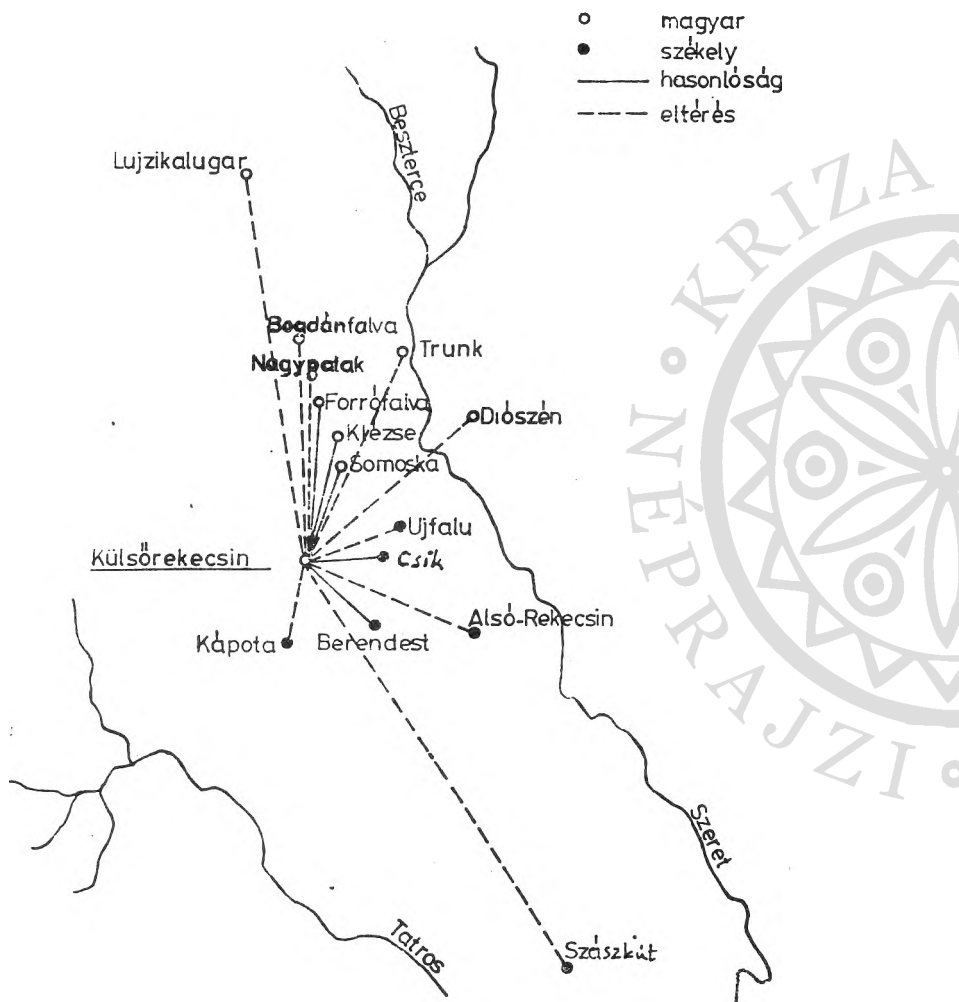 magyar
székely
hasonlóság
eltérés
Beszterce
Lujzikalugar
Bogdánfalva
Trunk
Nagypatak
Forrófalva
Diószén
Klézse
Somoska
Ujfalu
Külsőrekecsin
Csik
Alsó-Rekecsin
Kápota
Berendest
Szeret
Tatros
Szászkút
KRIZA
NÉPRAJZI